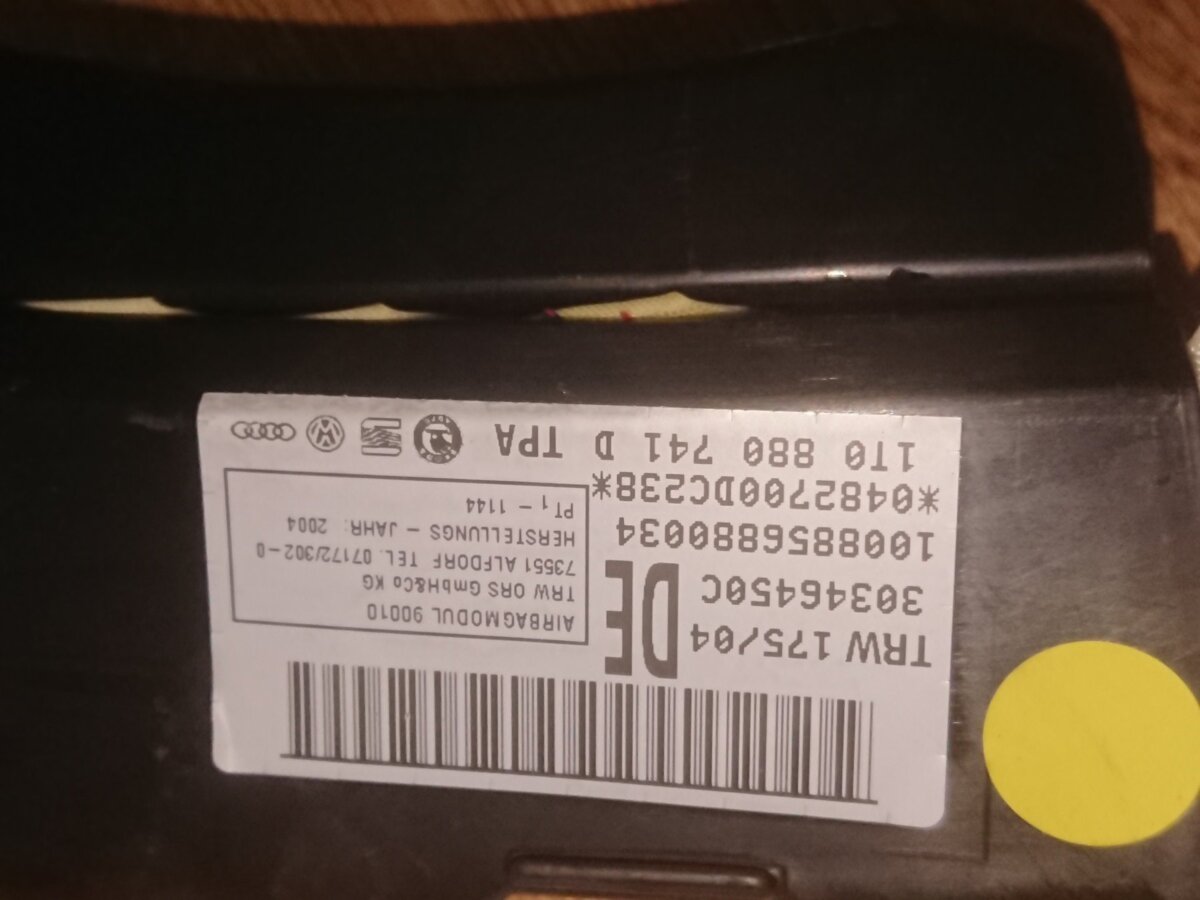 TRW 175/04
DE
30346450C
1008856880034
*0482700DC238*
1T0 880 741 D TPA
AIRBAGMODUL 90010
TRW ORS GmbH&Co KG
73551 ALFDORF TEL. 07172/302-0
HERSTELLUNGS - JAHR: 2004
PT1 - 1144